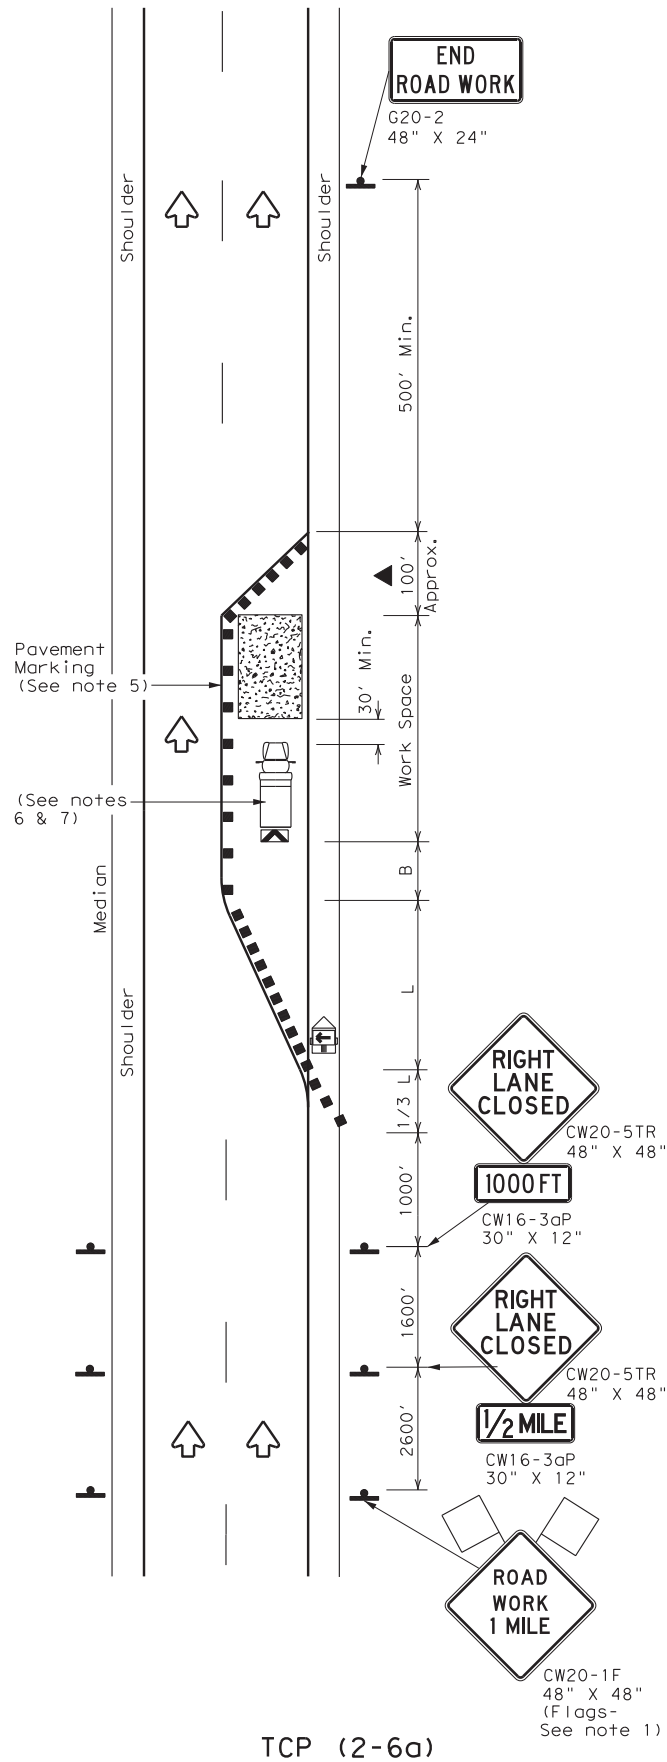 END
ROAD WORK
G20-2
48" X 24"
Shoulder
Shoulder
500' Min.
100'
Approx.
30' Min.
Work Space
Pavement
Marking
(See note 5)
(See notes
6 & 7)
B
Median
L
Shoulder
1/3 L
RIGHT
LANE
CLOSED
CW20-5TR
48" X 48"
1000 FT
1000'
CW16-3aP
30" X 12"
1600'
RIGHT
LANE
CLOSED
CW20-5TR
48" X 48"
1/2 MILE
2600'
CW16-3aP
30" X 12"
ROAD
WORK
1 MILE
CW20-1F
48" X 48"
(Flags-
See note 1)
TCP (2-6a)